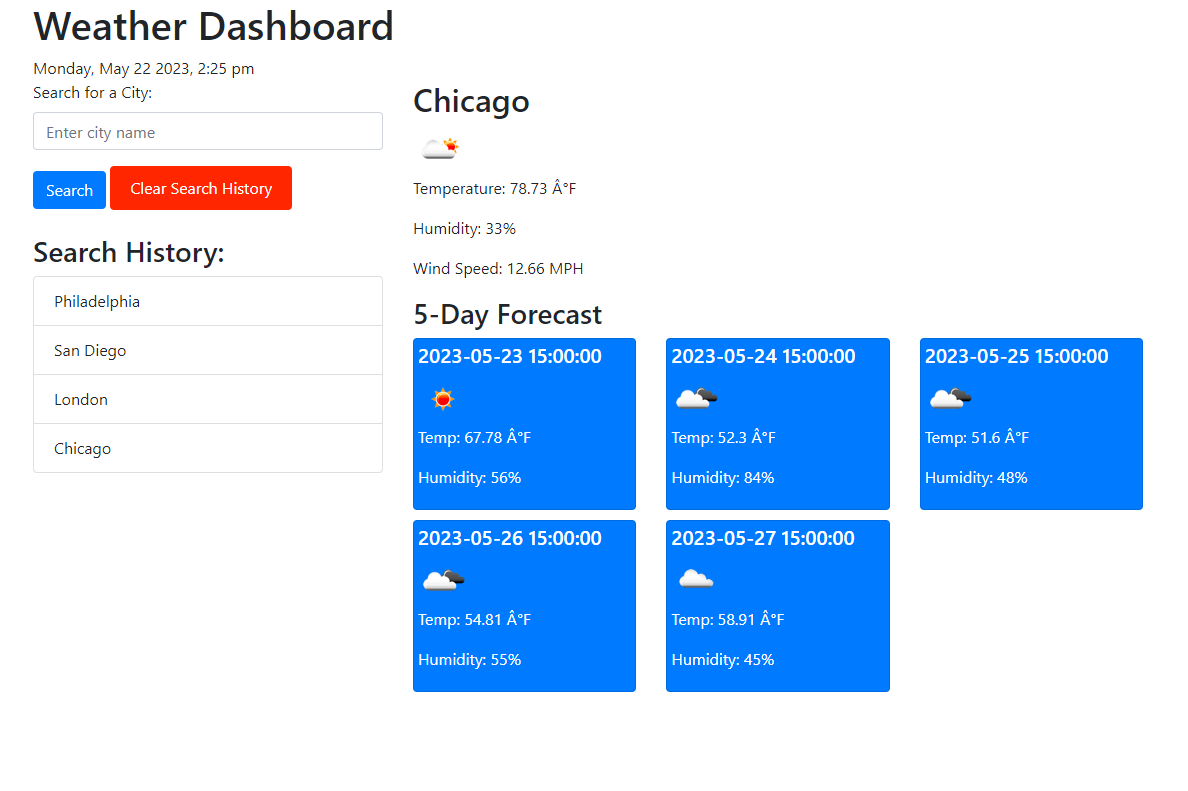 Weather Dashboard
Monday, May 22 2023, 2:25 pm
Search for a City:
Enter city name
Search
Clear Search History
Search History:
Philadelphia
San Diego
London
Chicago
Chicago
Temperature: 78.73 Â°F
Humidity: 33%
Wind Speed: 12.66 MPH
5-Day Forecast
2023-05-23 15:00:00
Temp: 67.78 Â°F
Humidity: 56%
2023-05-24 15:00:00
Temp: 52.3 Â°F
Humidity: 84%
2023-05-25 15:00:00
Temp: 51.6 Â°F
Humidity: 48%
2023-05-26 15:00:00
Temp: 54.81 Â°F
Humidity: 55%
2023-05-27 15:00:00
Temp: 58.91 Â°F
Humidity: 45%